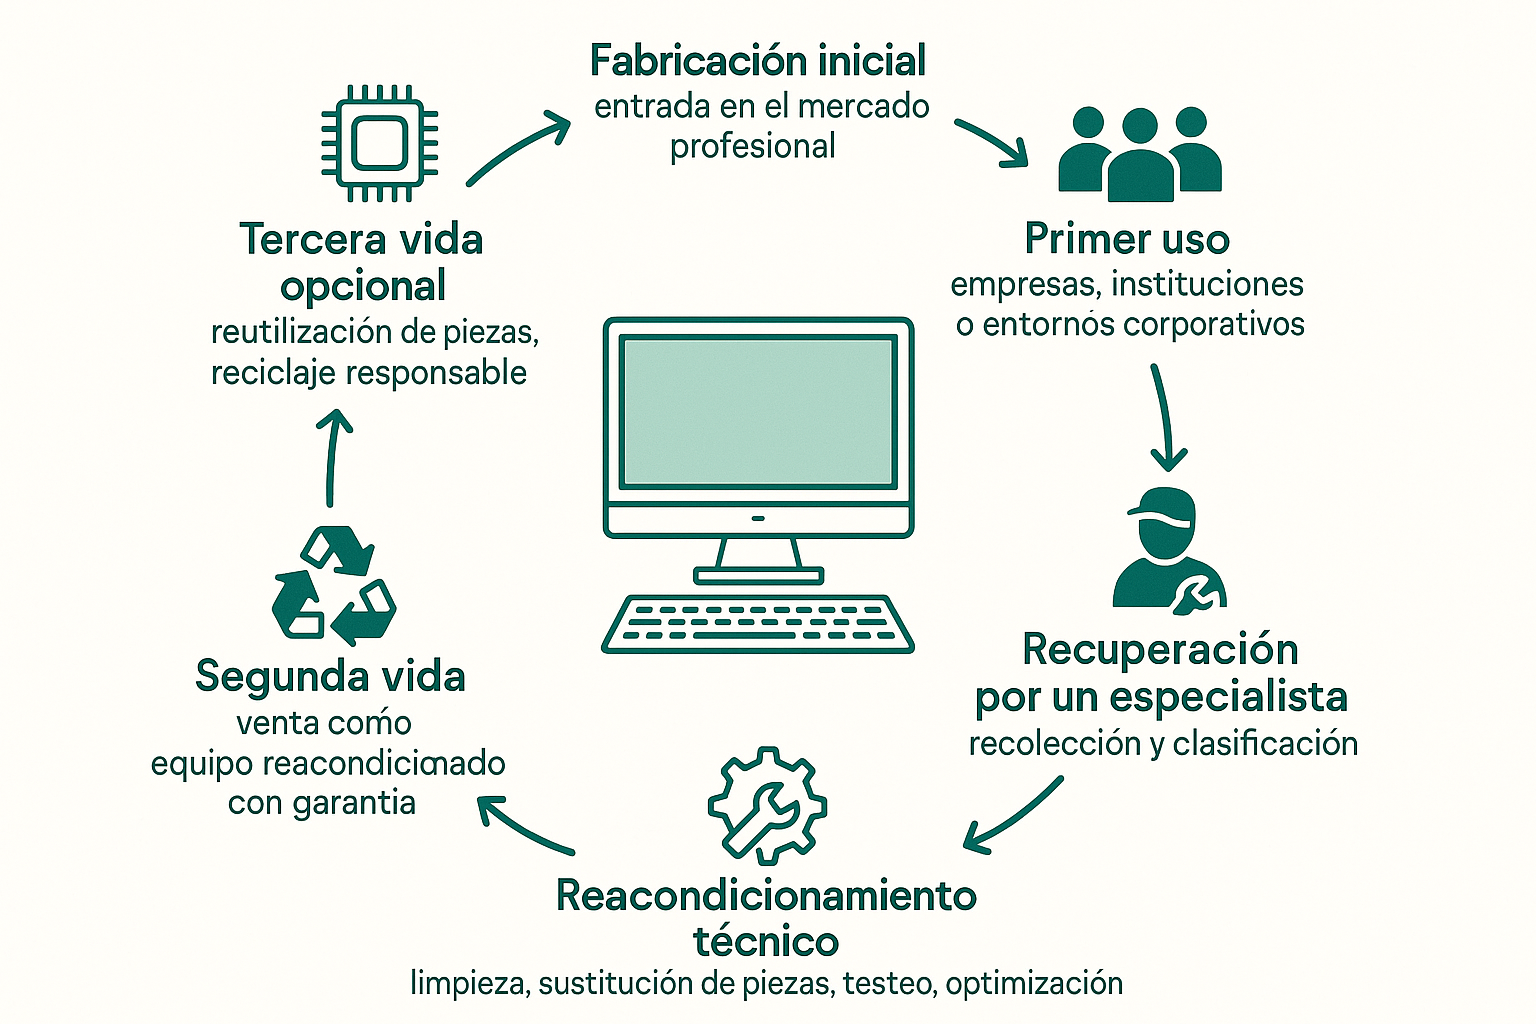 Fabricación inicial
entrada en el mercado
profesional
Primer uso
empresas, instituciones
o entornós corporativos
Recuperación
por un especialista
recolección y clasificación
Reacondicionamiento
técnico
limpieza, sustitución de piezas, testeo, optimización
Segunda vida
venta comó
equipo reacondicionado
con garantia
Tercera vida
opcional
reutilización de piezas,
reciclaje responsable